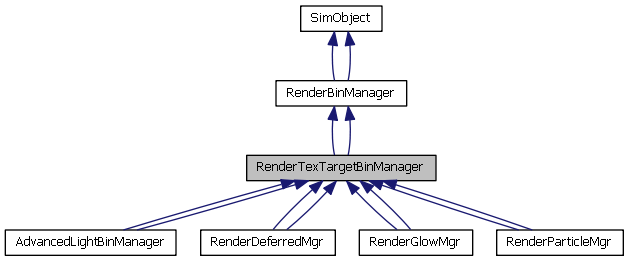 SimObject
RenderBinManager
RenderTexTargetBinManager
AdvancedLightBinManager
RenderDeferredMgr
RenderGlowMgr
RenderParticleMgr